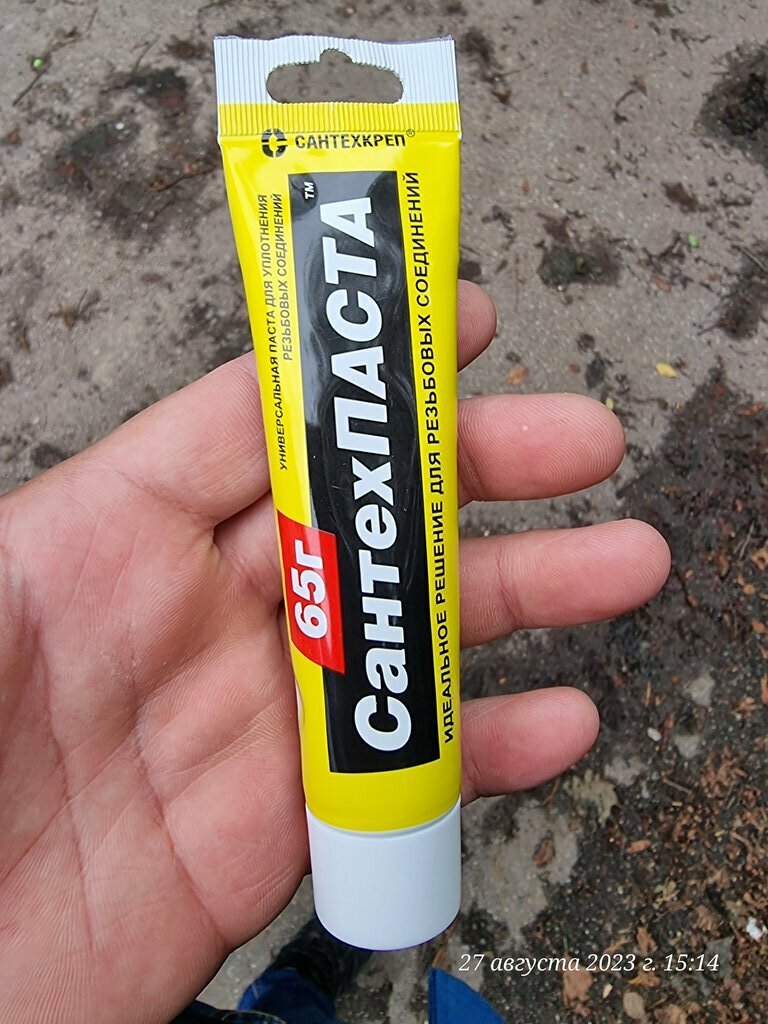 САНТЕХКРЕП®
УНИВЕРСАЛЬНАЯ ПАСТА ДЛЯ УПЛОТНЕНИЯ
РЕЗЬБОВЫХ СОЕДИНЕНИЙ
65г
СантехПАСТА™
ИДЕАЛЬНОЕ РЕШЕНИЕ ДЛЯ РЕЗЬБОВЫХ СОЕДИНЕНИЙ
27 августа 2023 г. 15:14